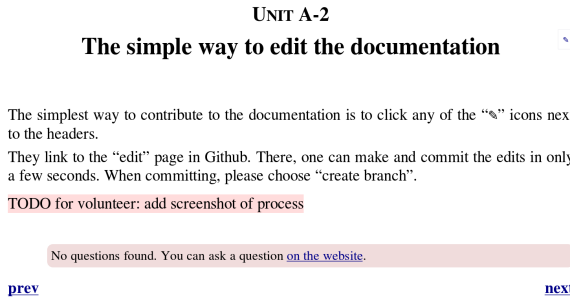 UNIT A-2
The simple way to edit the documentation
✎
The simplest way to contribute to the documentation is to click any of the “✎” icons nex
to the headers.
They link to the “edit” page in Github. There, one can make and commit the edits in only
a few seconds. When committing, please choose “create branch”.
TODO for volunteer: add screenshot of process
No questions found. You can ask a question on the website.
prev next